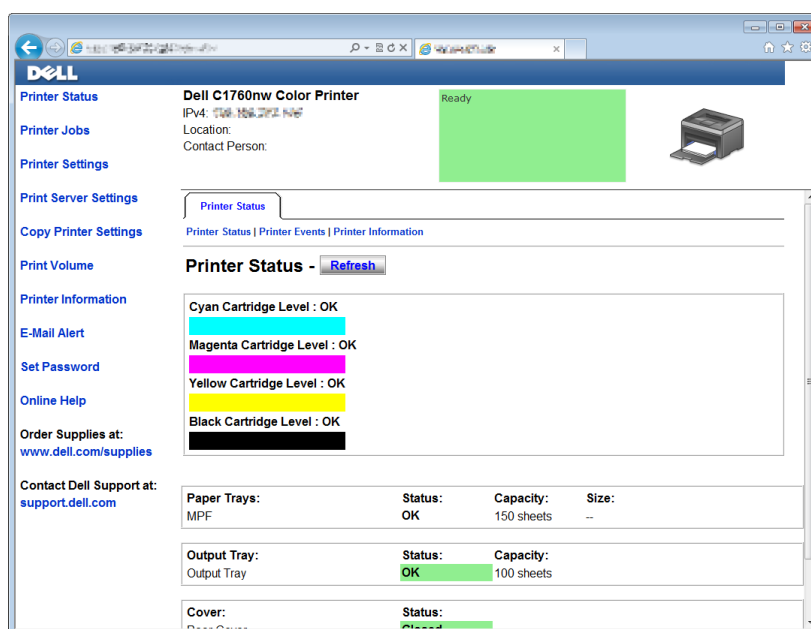 DELL
Printer Status
Printer Jobs
Printer Settings
Print Server Settings
Copy Printer Settings
Print Volume
Printer Information
E-Mail Alert
Set Password
Online Help
Order Supplies at:
www.dell.com/supplies
Contact Dell Support at:
support.dell.com
Dell C1760nw Color Printer
IPv4:
Location:
Contact Person:
Ready
Printer Status
Printer Status | Printer Events | Printer Information
Printer Status - Refresh
Cyan Cartridge Level : OK
Magenta Cartridge Level : OK
Yellow Cartridge Level : OK
Black Cartridge Level : OK
Paper Trays: Status: Capacity: Size:
MPF OK 150 sheets --
Output Tray: Status: Capacity:
Output Tray OK 100 sheets
Cover: Status:
Rear Cover Closed